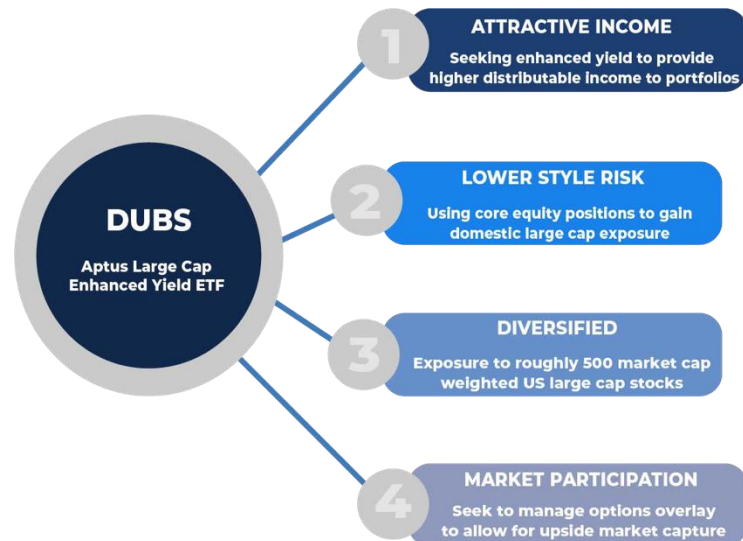 DUBS
Aptus Large Cap
Enhanced Yield ETF
1
ATTRACTIVE INCOME
Seeking enhanced yield to provide
higher distributable income to portfolios
2
LOWER STYLE RISK
Using core equity positions to gain
domestic large cap exposure
3
DIVERSIFIED
Exposure to roughly 500 market cap
weighted US large cap stocks
4
MARKET PARTICIPATION
Seek to manage options overlay
to allow for upside market capture